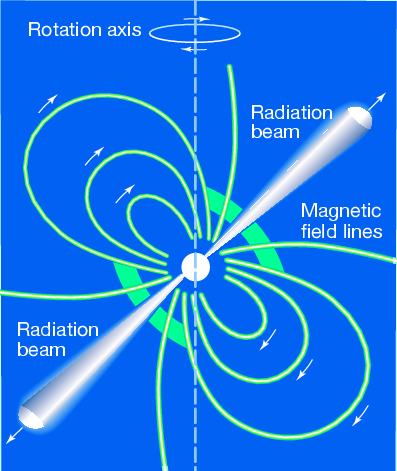 Rotation axis
Radiation
beam
Magnetic
field lines
Radiation
beam